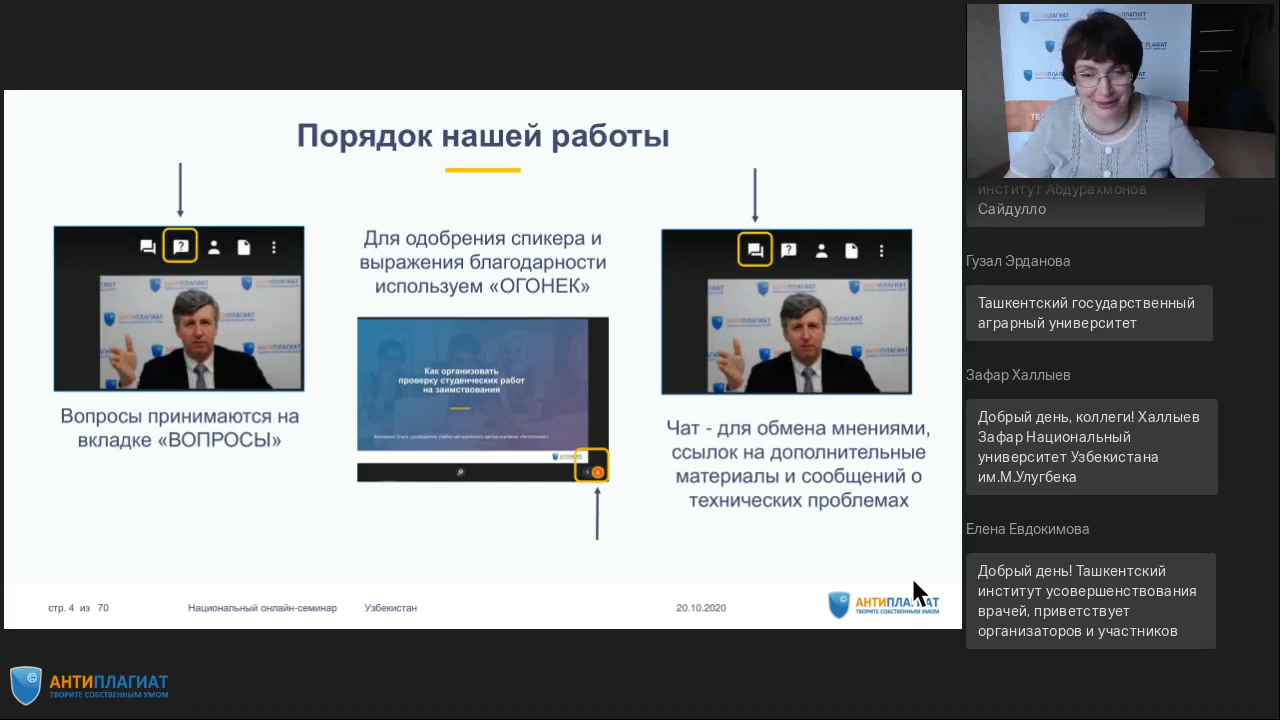 Порядок нашей работы
Вопросы принимаются на
вкладке «ВОПРОСЫ»
Для одобрения спикера и
выражения благодарности
используем «ОГОНЕК»
Как организовать
проверку студенческих работ
на заимствования
Чат - для обмена мнениями,
ссылок на дополнительные
материалы и сообщений о
технических проблемах
стр. 4 из 70
Национальный онлайн-семинар Узбекистан
20.10.2020
ТВОРИТЕ СОБСТВЕННЫМ УМОМ
АНТИПЛАГИАТ
ТВОРИТЕ СОБСТВЕННЫМ УМОМ
институт Абдурахмонов
Сайдулло
Гузал Эрданова
Ташкентский государственный
аграрный университет
Зафар Халлыев
Добрый день, коллеги! Халлыев
Зафар Национальный
университет Узбекистана
им.М.Улугбека
Елена Евдокимова
Добрый день! Ташкентский
институт усовершенствования
врачей, приветствует
организаторов и участников